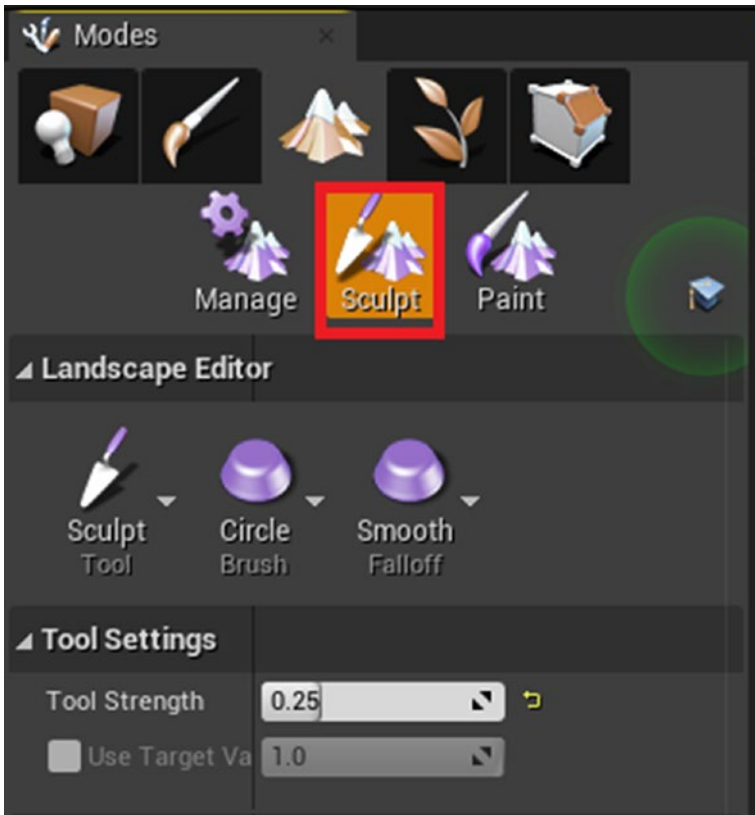 Modes
Manage Sculpt Paint
Landscape Editor
Sculpt Circle Smooth
Tool Brush Falloff
Tool Settings
Tool Strength 0.25
Use Target Va 1.0